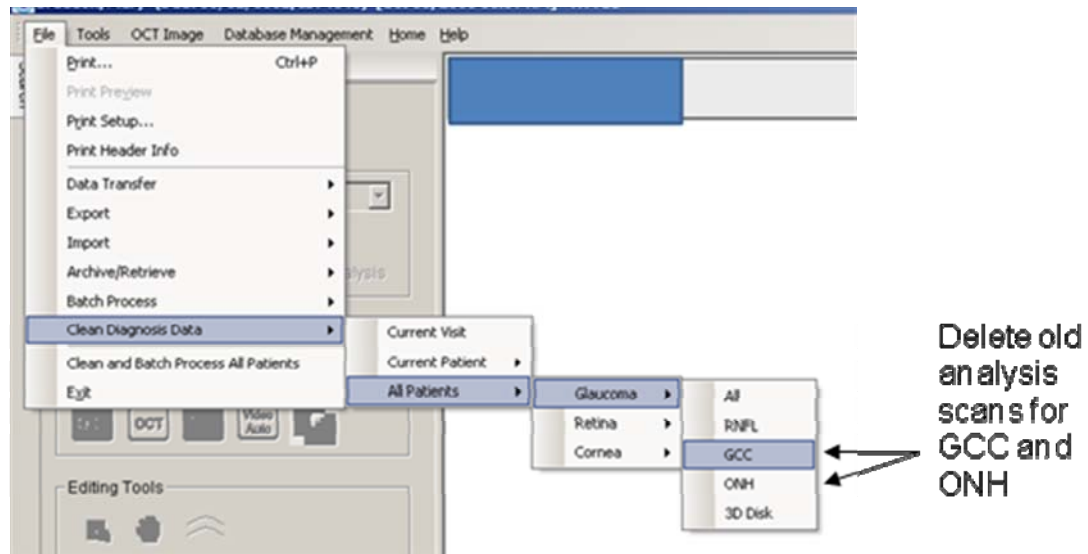 File Tools OCT Image Database Management Home Help
Print... Ctrl+P
Print Preview
Print Setup...
Print Header Info
Data Transfer
Export
Import
Archive/Retrieve
Batch Process
Clean Diagnosis Data
Clean and Batch Process All Patients
Exit
Current Visit
Current Patient
All Patients
Glaucoma
Retina
Cornea
All
RNFL
GCC
ONH
3D Disk
Delete old
analysis
scans for
GCC and
ONH
OCT
Video
Auto
Editing Tools